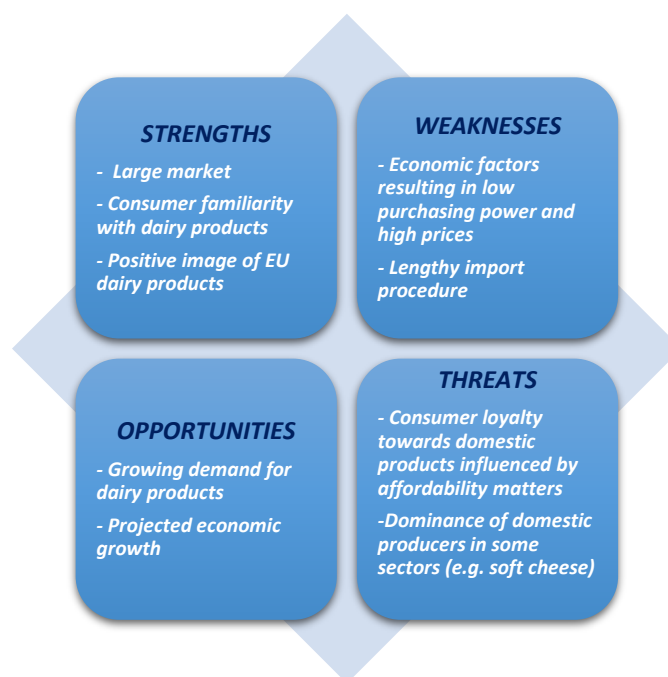 STRENGTHS
- Large market
- Consumer familiarity
with dairy products
- Positive image of EU
dairy products
WEAKNESSES
- Economic factors
resulting in low
purchasing power and
high prices
- Lengthy import
procedure
OPPORTUNITIES
- Growing demand for
dairy products
- Projected economic
growth
THREATS
- Consumer loyalty
towards domestic
products influenced by
affordability matters
-Dominance of domestic
producers in some
sectors (e.g. soft cheese)